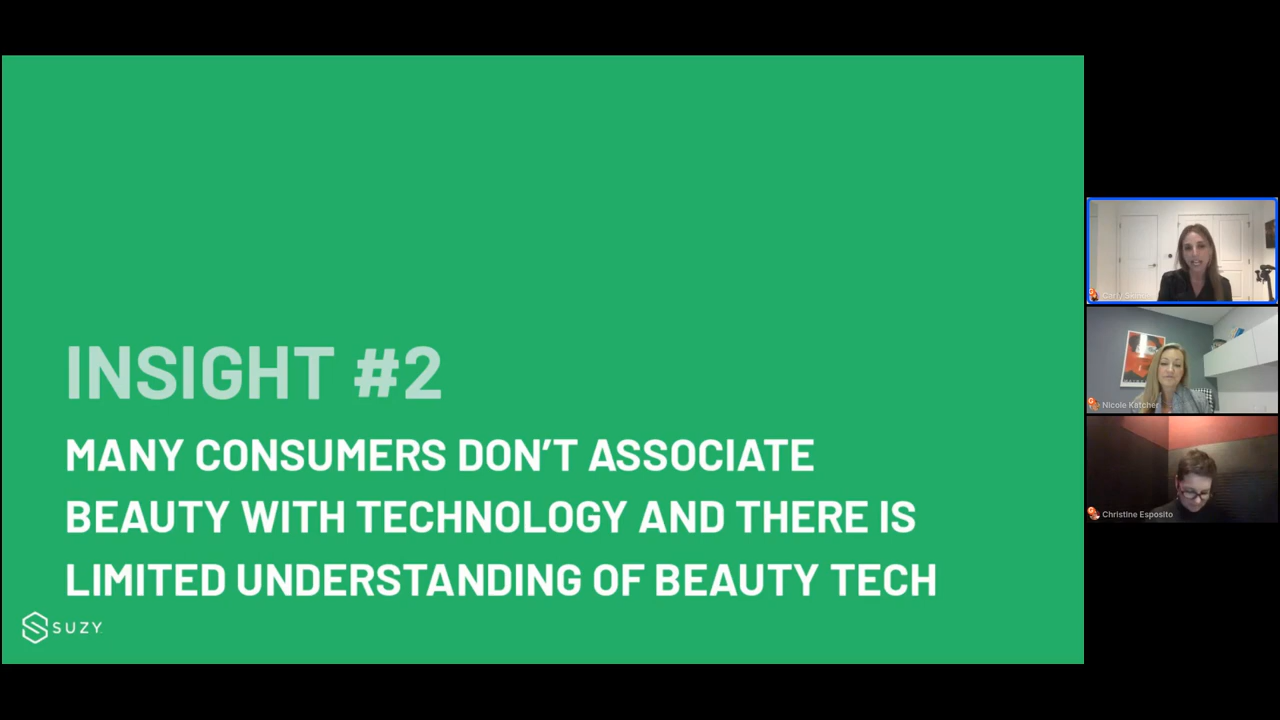 INSIGHT #2
MANY CONSUMERS DON’T ASSOCIATE
BEAUTY WITH TECHNOLOGY AND THERE IS
LIMITED UNDERSTANDING OF BEAUTY TECH
SUZY
Nicole Katcher
Christine Esposito